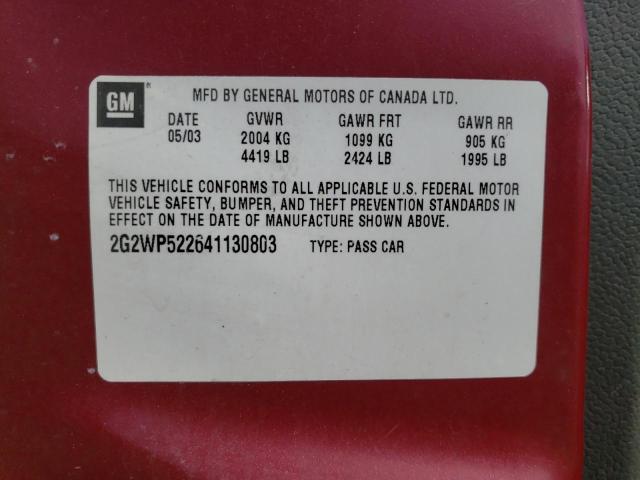 GM ®
MFD BY GENERAL MOTORS OF CANADA LTD.
DATE GVWR GAWR FRT GAWR RR
05/03 2004 KG 1099 KG 905 KG
4419 LB 2424 LB 1995 LB
THIS VEHICLE CONFORMS TO ALL APPLICABLE U.S. FEDERAL MOTOR
VEHICLE SAFETY, BUMPER, AND THEFT PREVENTION STANDARDS IN
EFFECT ON THE DATE OF MANUFACTURE SHOWN ABOVE.
2G2WP522641130803 TYPE: PASS CAR